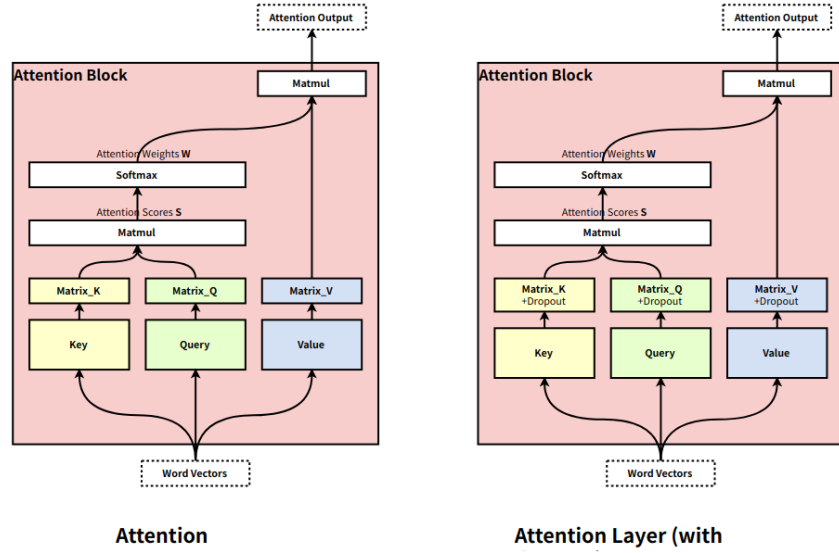 Attention Output
Attention Block
Matmul
Attention Weights W
Softmax
Attention Scores S
Matmul
Matrix_K
Matrix_Q
Matrix_V
Key
Query
Value
Word Vectors
Attention
Attention Output
Attention Block
Matmul
Attention Weights W
Softmax
Attention Scores S
Matmul
Matrix_K
+Dropout
Matrix_Q
+Dropout
Matrix_V
+Dropout
Key
Query
Value
Word Vectors
Attention Layer (with